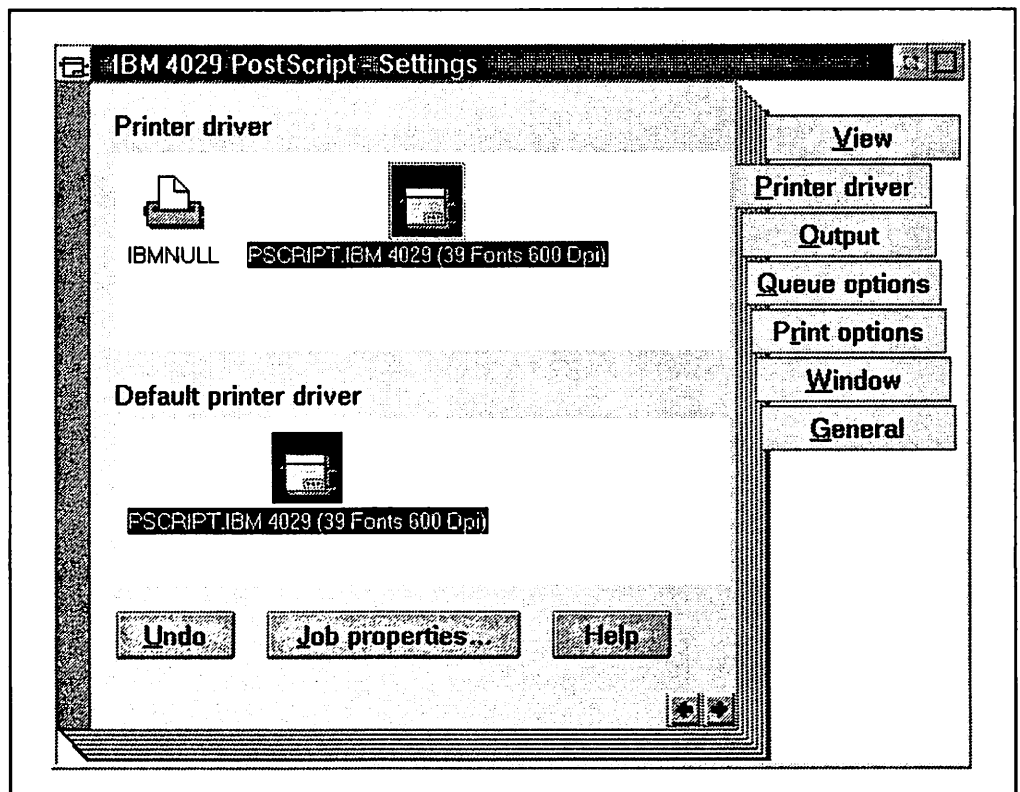 IBM 4029 PostScript - Settings
Printer driver
IBMNULL
PSCRIPT.IBM 4029 (39 Fonts 600 Dpi)
Default printer driver
PSCRIPT.IBM 4029 (39 Fonts 600 Dpi)
Undo
Job properties...
Help
View
Printer driver
Output
Queue options
Print options
Window
General